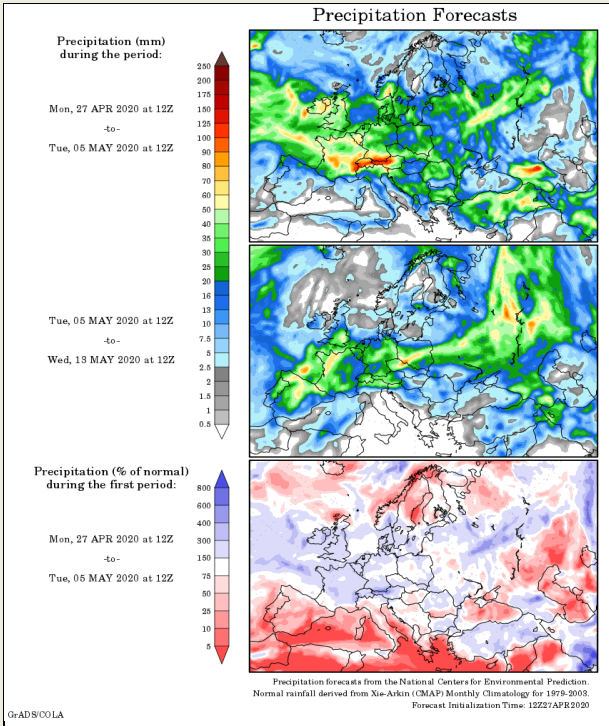 Precipitation Forecasts
Precipitation (mm)
during the period:
250
200
175
150
125
100
90
80
70
60
50
40
35
30
25
20
16
13
10
7.5
5
2.5
2
1.5
1
0.5
Mon, 27 APR 2020 at 12Z
-to-
Tue, 05 MAY 2020 at 12Z
Tue, 05 MAY 2020 at 12Z
-to-
Wed, 13 MAY 2020 at 12Z
Precipitation (% of normal)
during the first period:
800
600
400
300
150
75
50
25
10
5
Mon, 27 APR 2020 at 12Z
-to-
Tue, 05 MAY 2020 at 12Z
Precipitation forecasts from the National Centers for Environmental Prediction.
Normal rainfall derived from Xie-Arkin (CMAP) Monthly Climatology for 1979-2003.
Forecast Initialization Time: 12Z27APR2020
GrADS/COLA